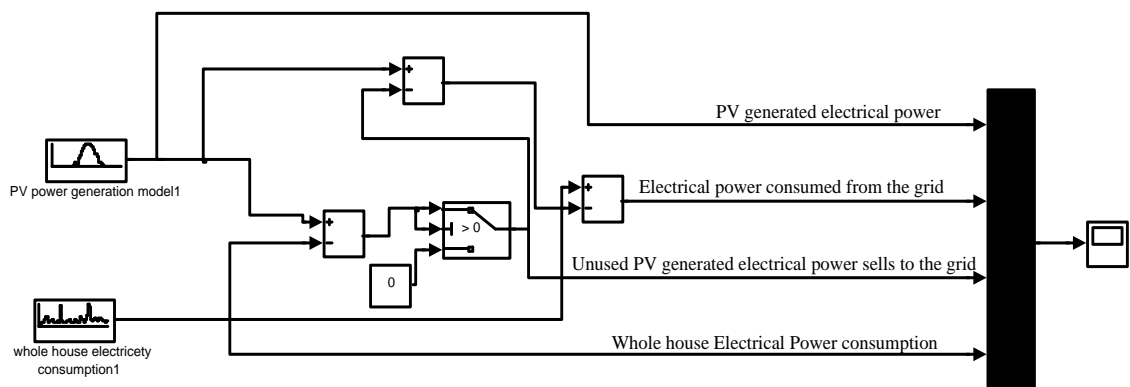 +
−
PV generated electrical power
PV power generation model1
+
−
Electrical power consumed from the grid
+
−
> 0
0
Unused PV generated electrical power sells to the grid
whole house electricety
consumption1
Whole house Electrical Power consumption